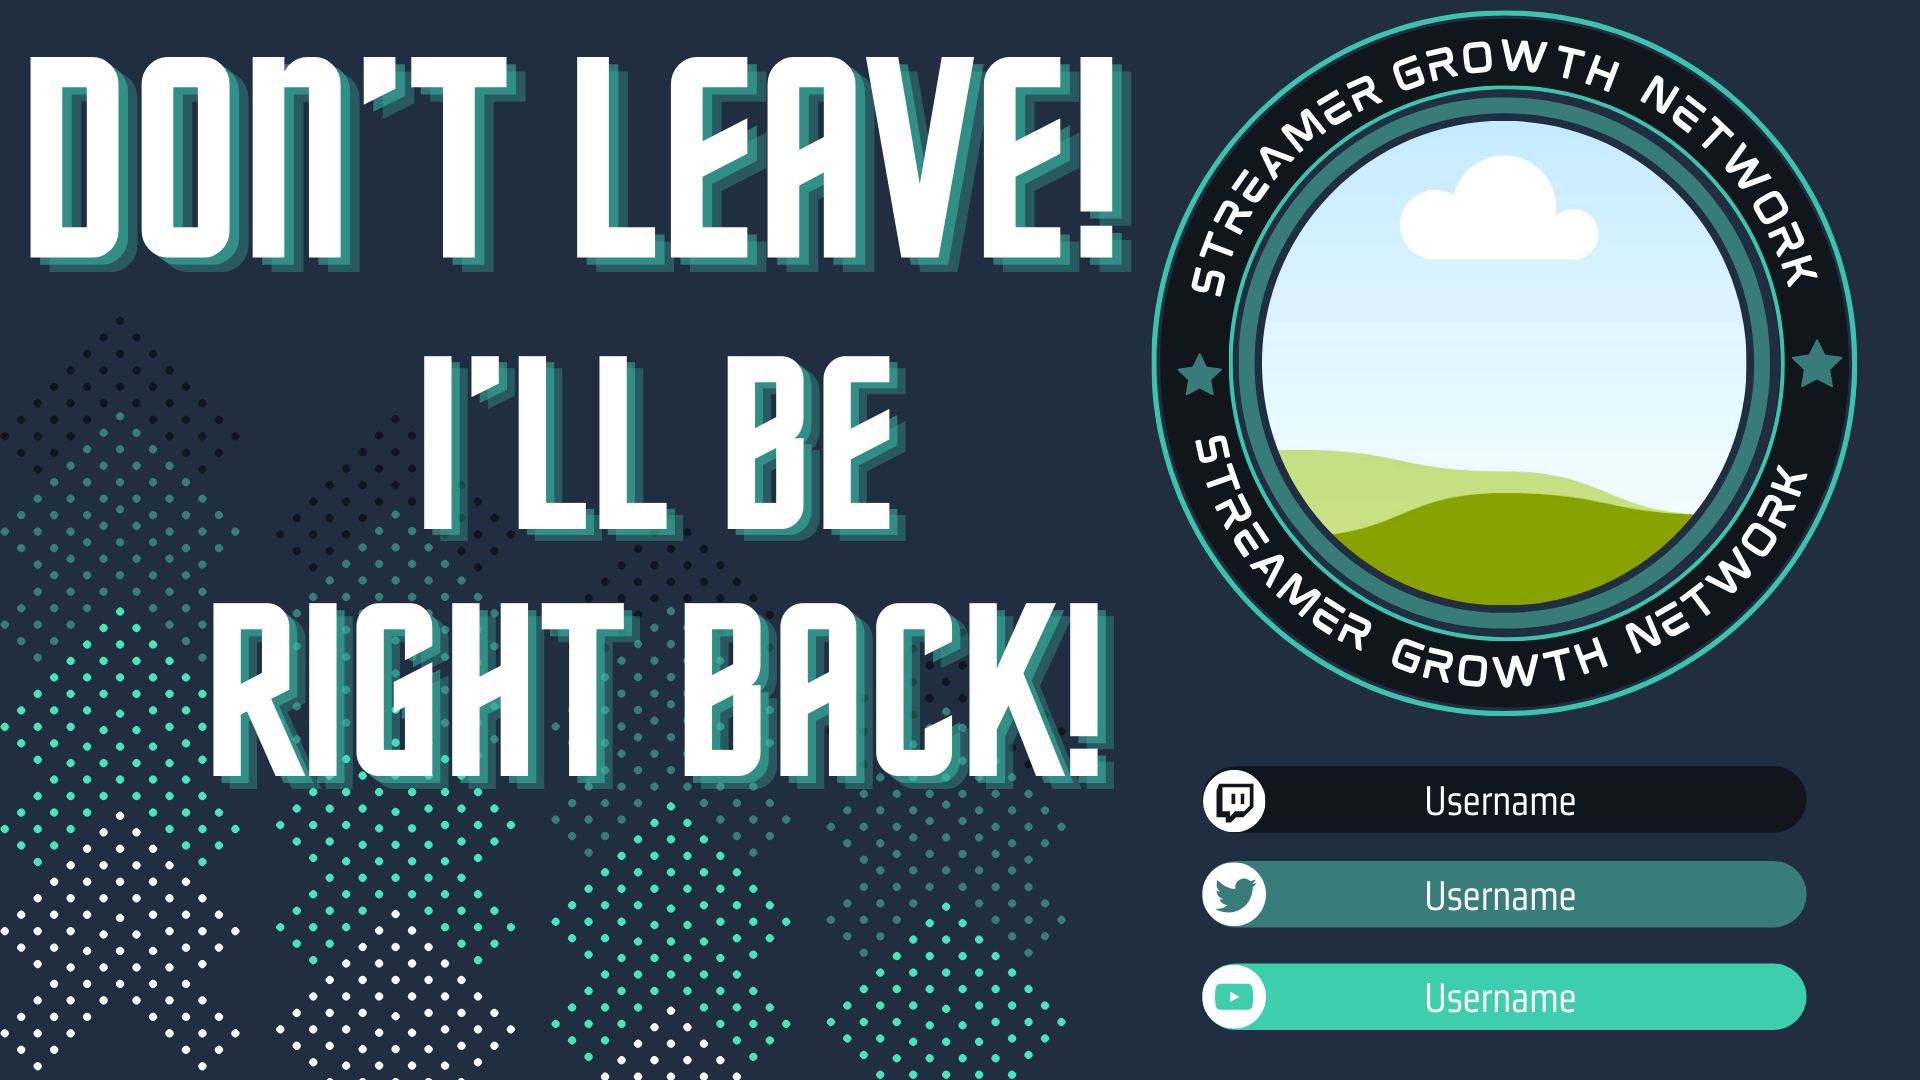 DON'T LEAVE!
I'LL BE
RIGHT BACK!
STREAMER GROWTH NETWORK
STREAMER GROWTH NETWORK
Username
Username
Username